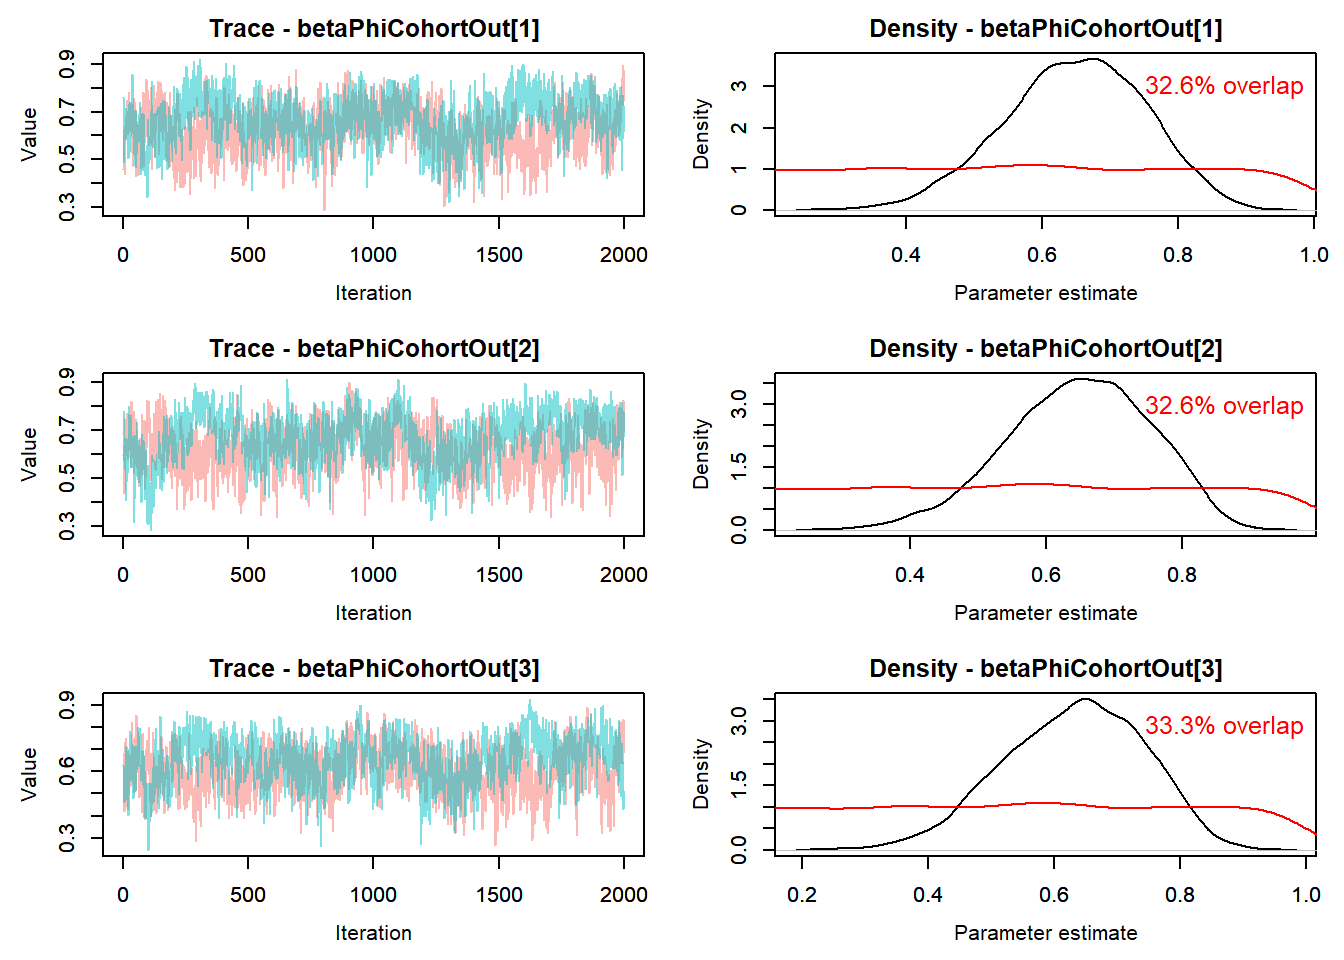 Trace - betaPhiCohortOut[1]
Value
0.3 0.5 0.7 0.9
0 500 1000 1500 2000
Iteration
Density - betaPhiCohortOut[1]
32.6% overlap
Density
0 1 2 3
0.4 0.6 0.8 1.0
Parameter estimate
Trace - betaPhiCohortOut[2]
Value
0.3 0.5 0.7 0.9
0 500 1000 1500 2000
Iteration
Density - betaPhiCohortOut[2]
32.6% overlap
Density
0.0 1.5 3.0
0.4 0.6 0.8
Parameter estimate
Trace - betaPhiCohortOut[3]
Value
0.3 0.6 0.9
0 500 1000 1500 2000
Iteration
Density - betaPhiCohortOut[3]
33.3% overlap
Density
0.0 1.5 3.0
0.2 0.4 0.6 0.8 1.0
Parameter estimate